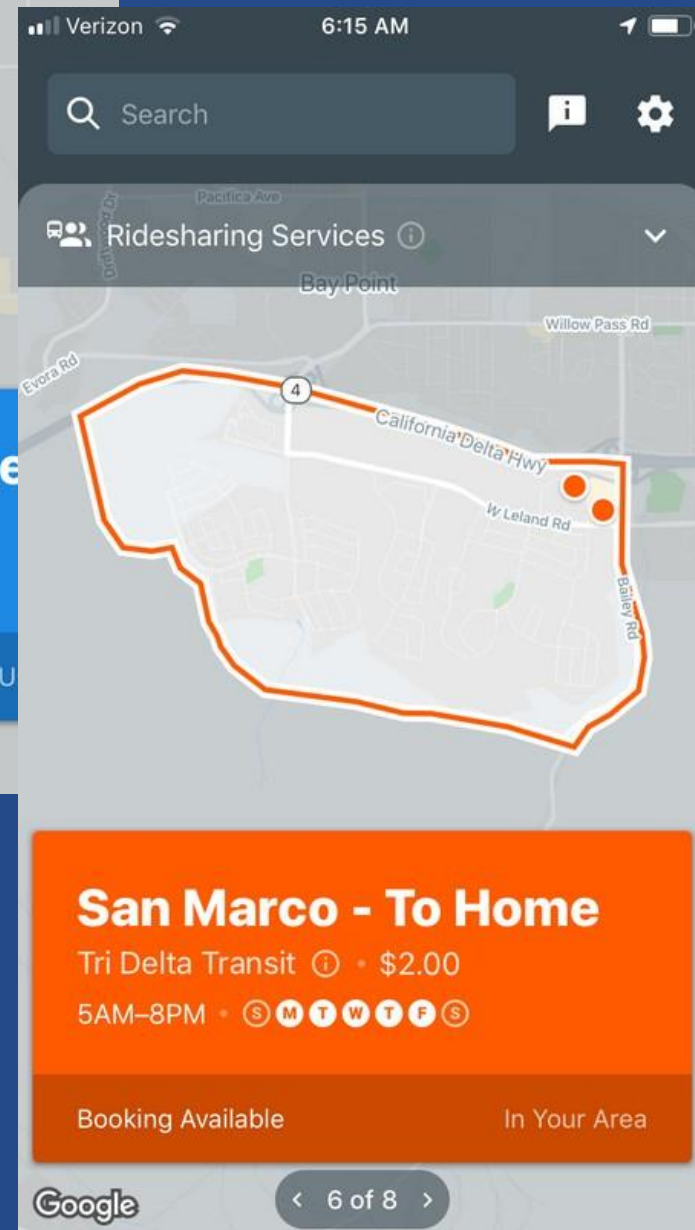 Verizon 6:15 AM
Search
Pacifica Ave
Driftwood Dr
Ridesharing Services
Bay Point
Willow Pass Rd
Evora Rd
4
California Delta Hwy
W Leland Rd
Bailey Rd
e
U
San Marco - To Home
Tri Delta Transit • $2.00
5AM–8PM • S M T W T F S
Booking Available In Your Area
Google
< 6 of 8 >